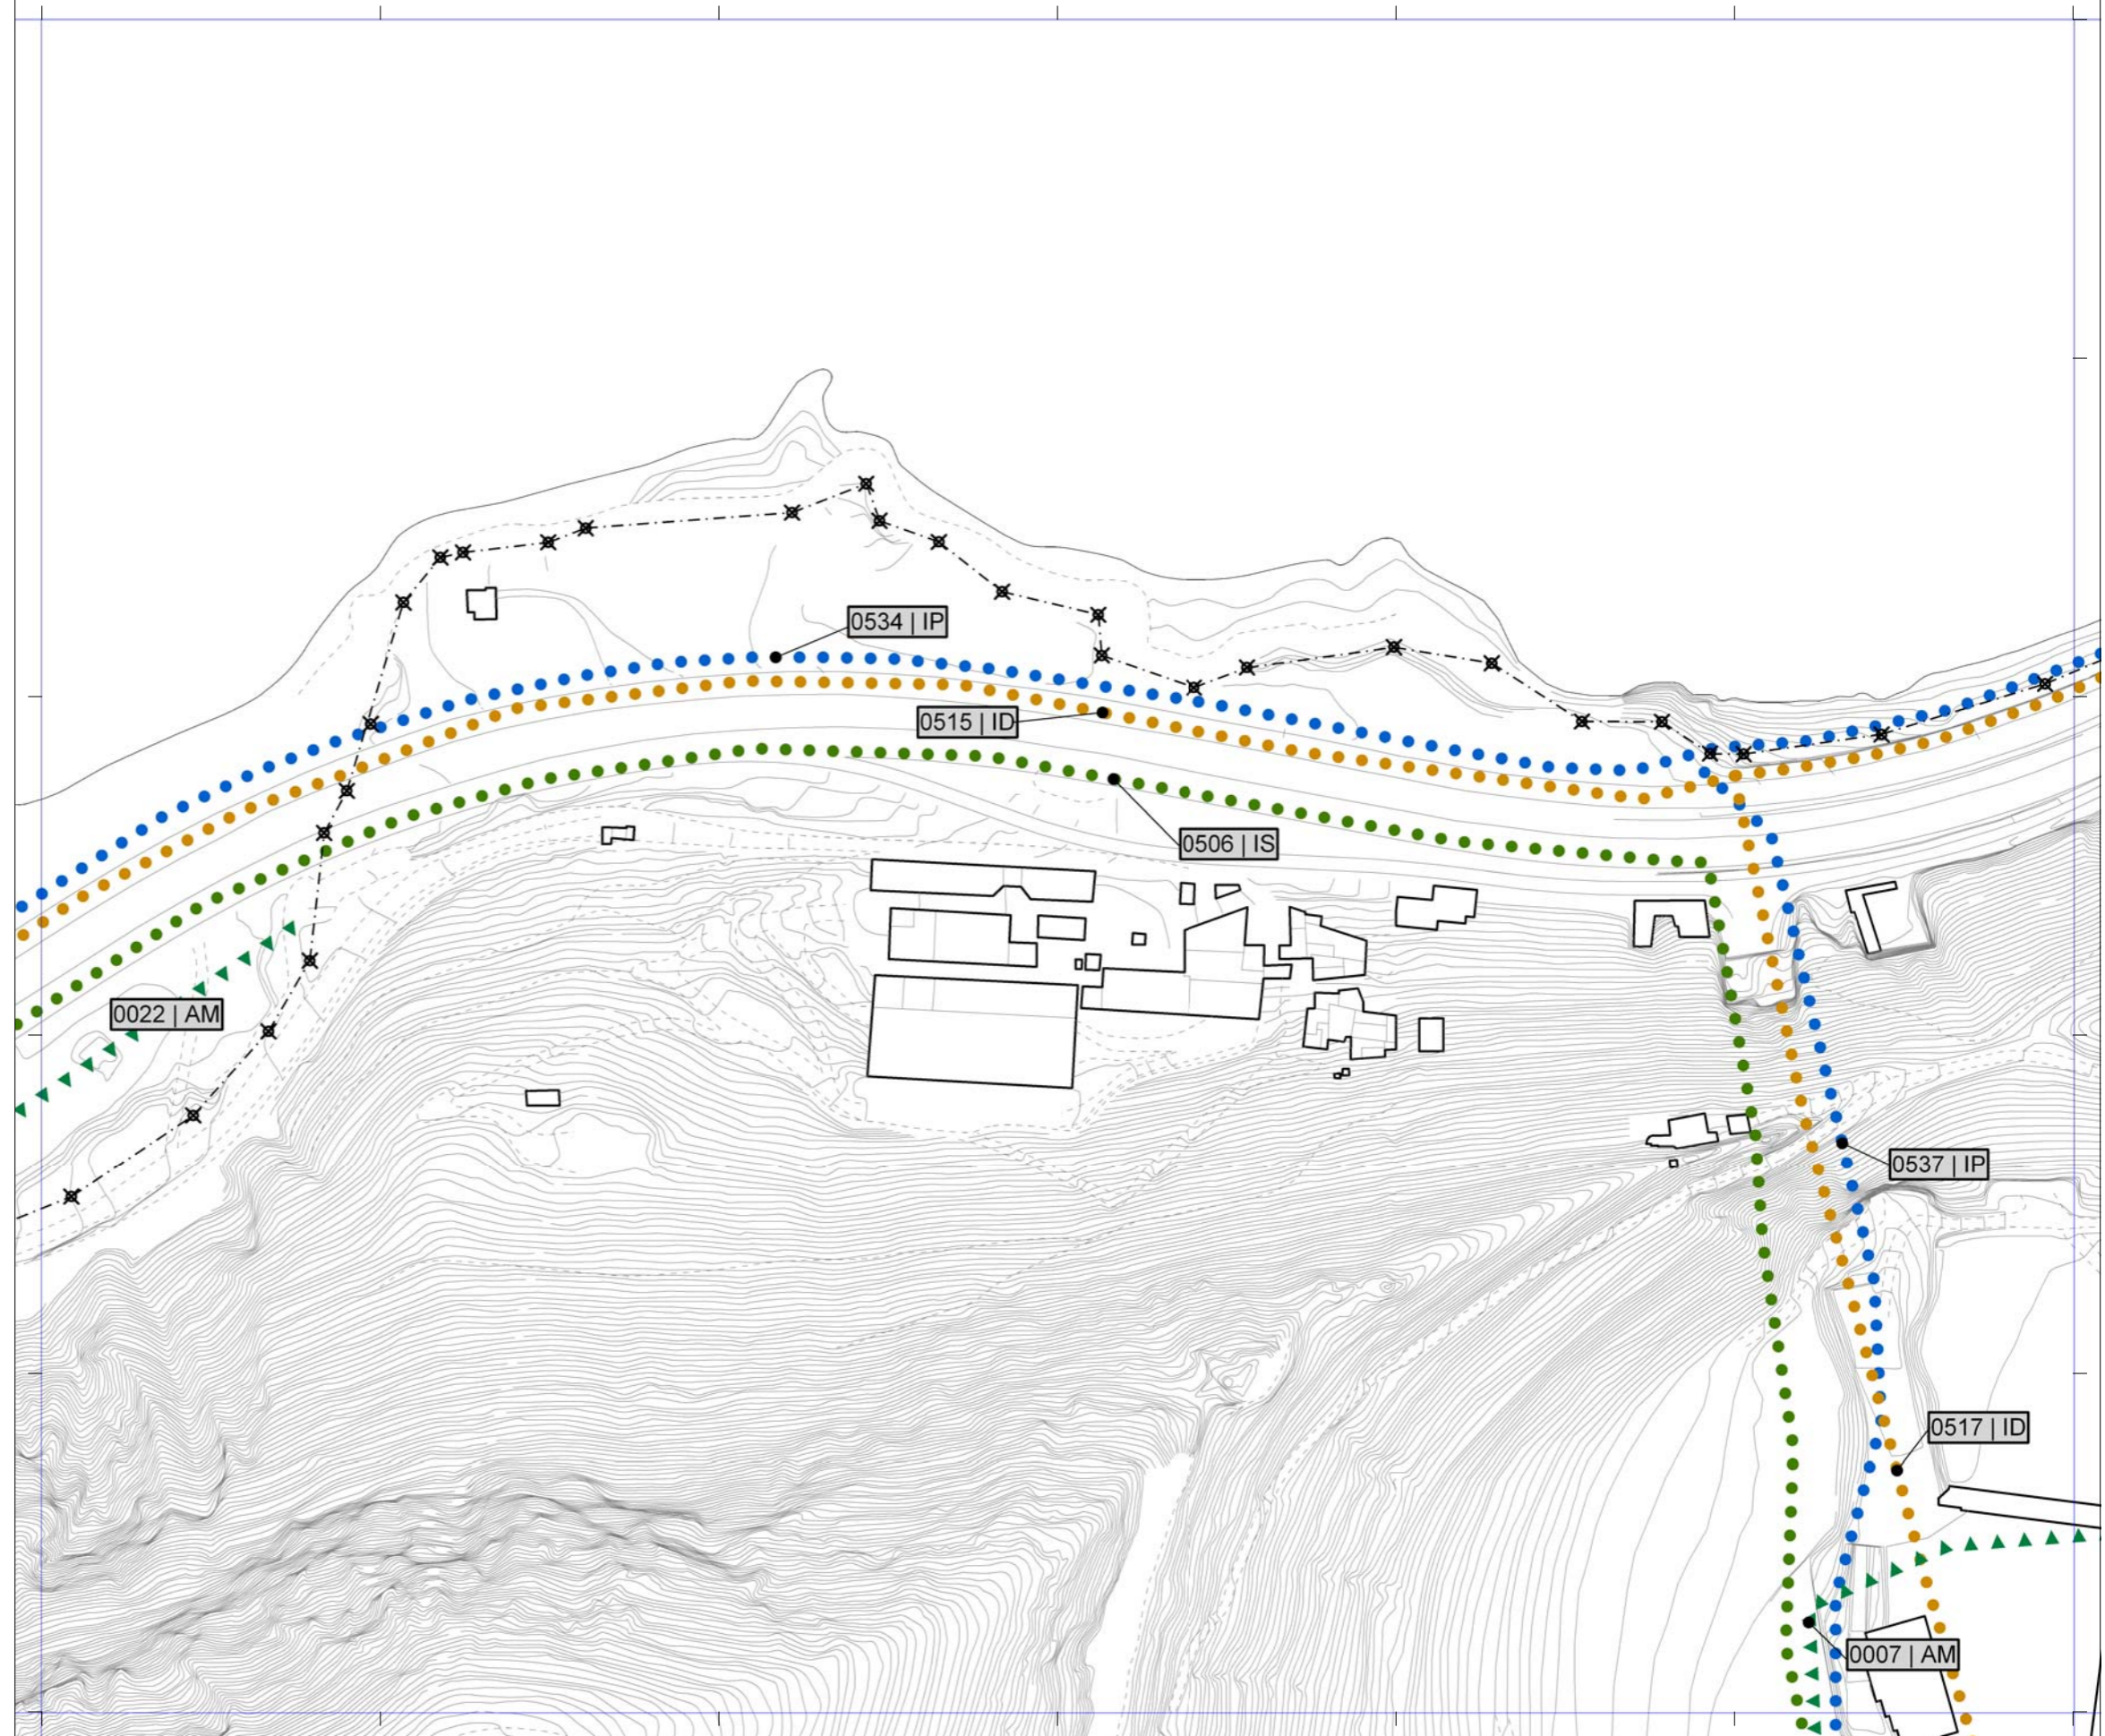 0534 | IP
0515 | ID
0506 | IS
0022 | AM
0537 | IP
0517 | ID
0007 | AM